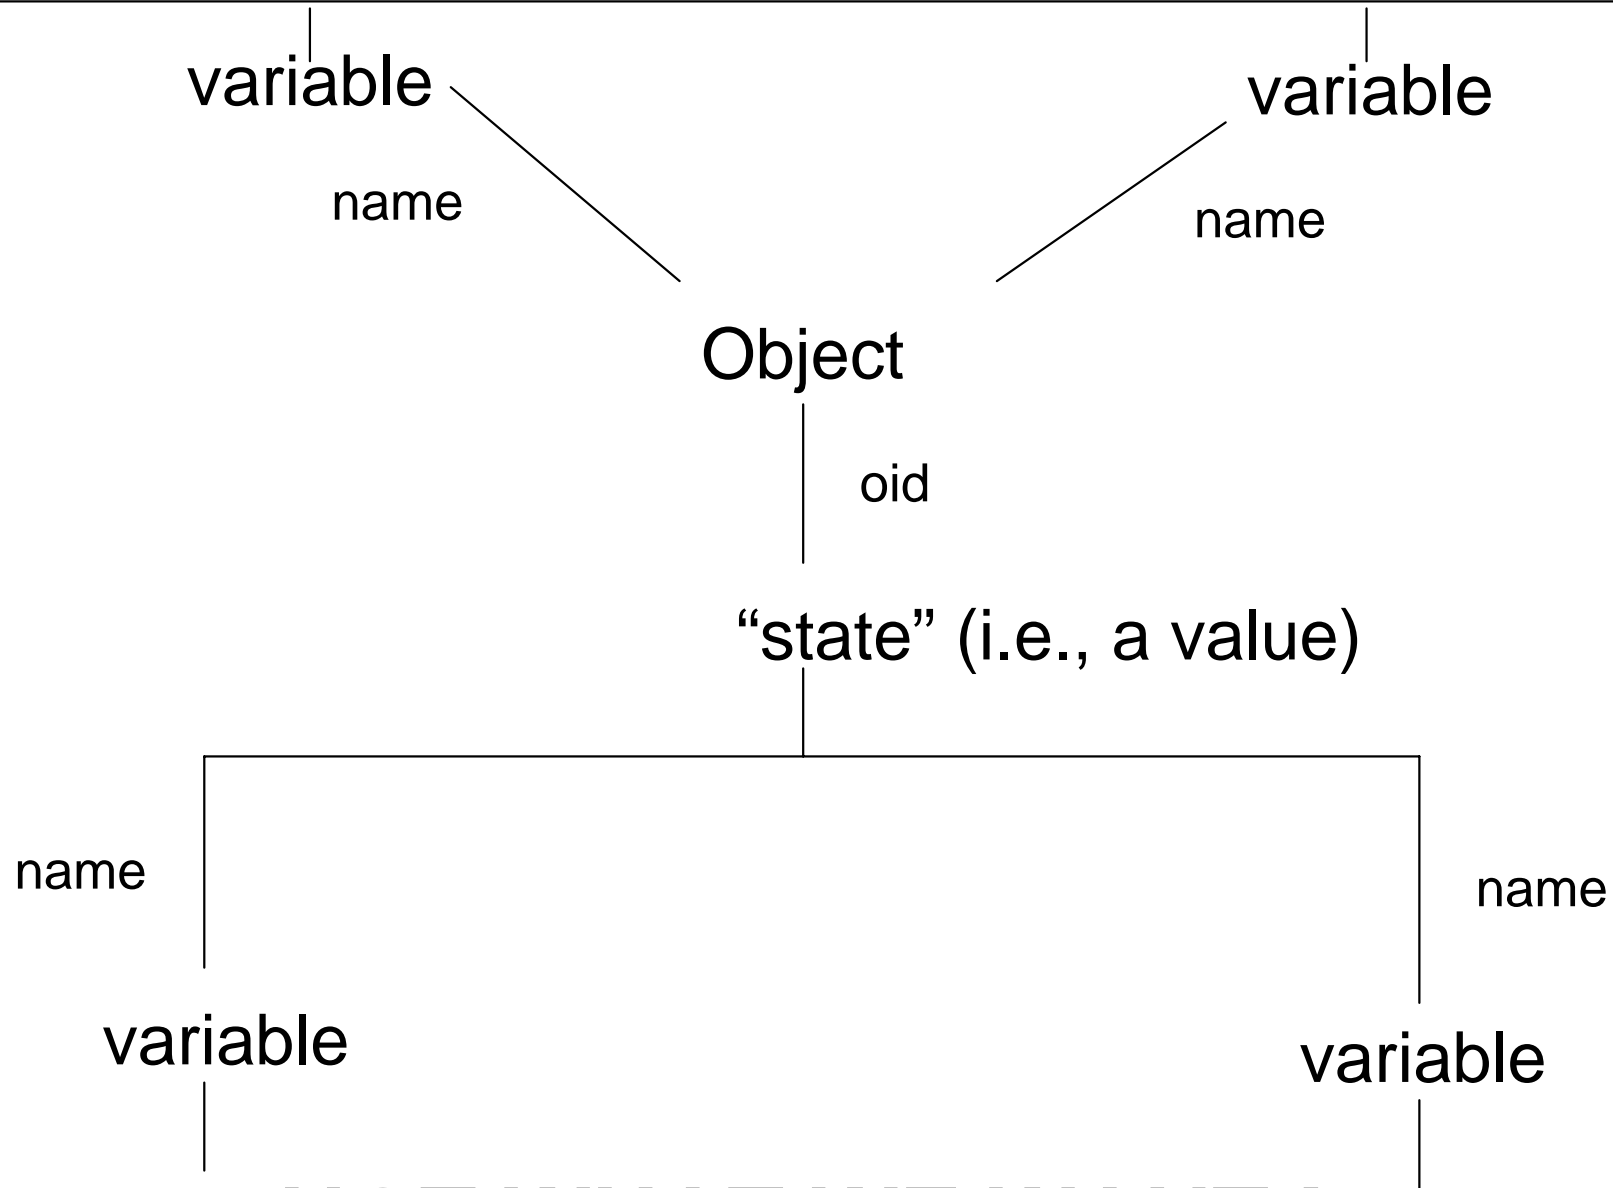 variable
variable
name
name
Object
oid
“state” (i.e., a value)
name
name
variable
variable